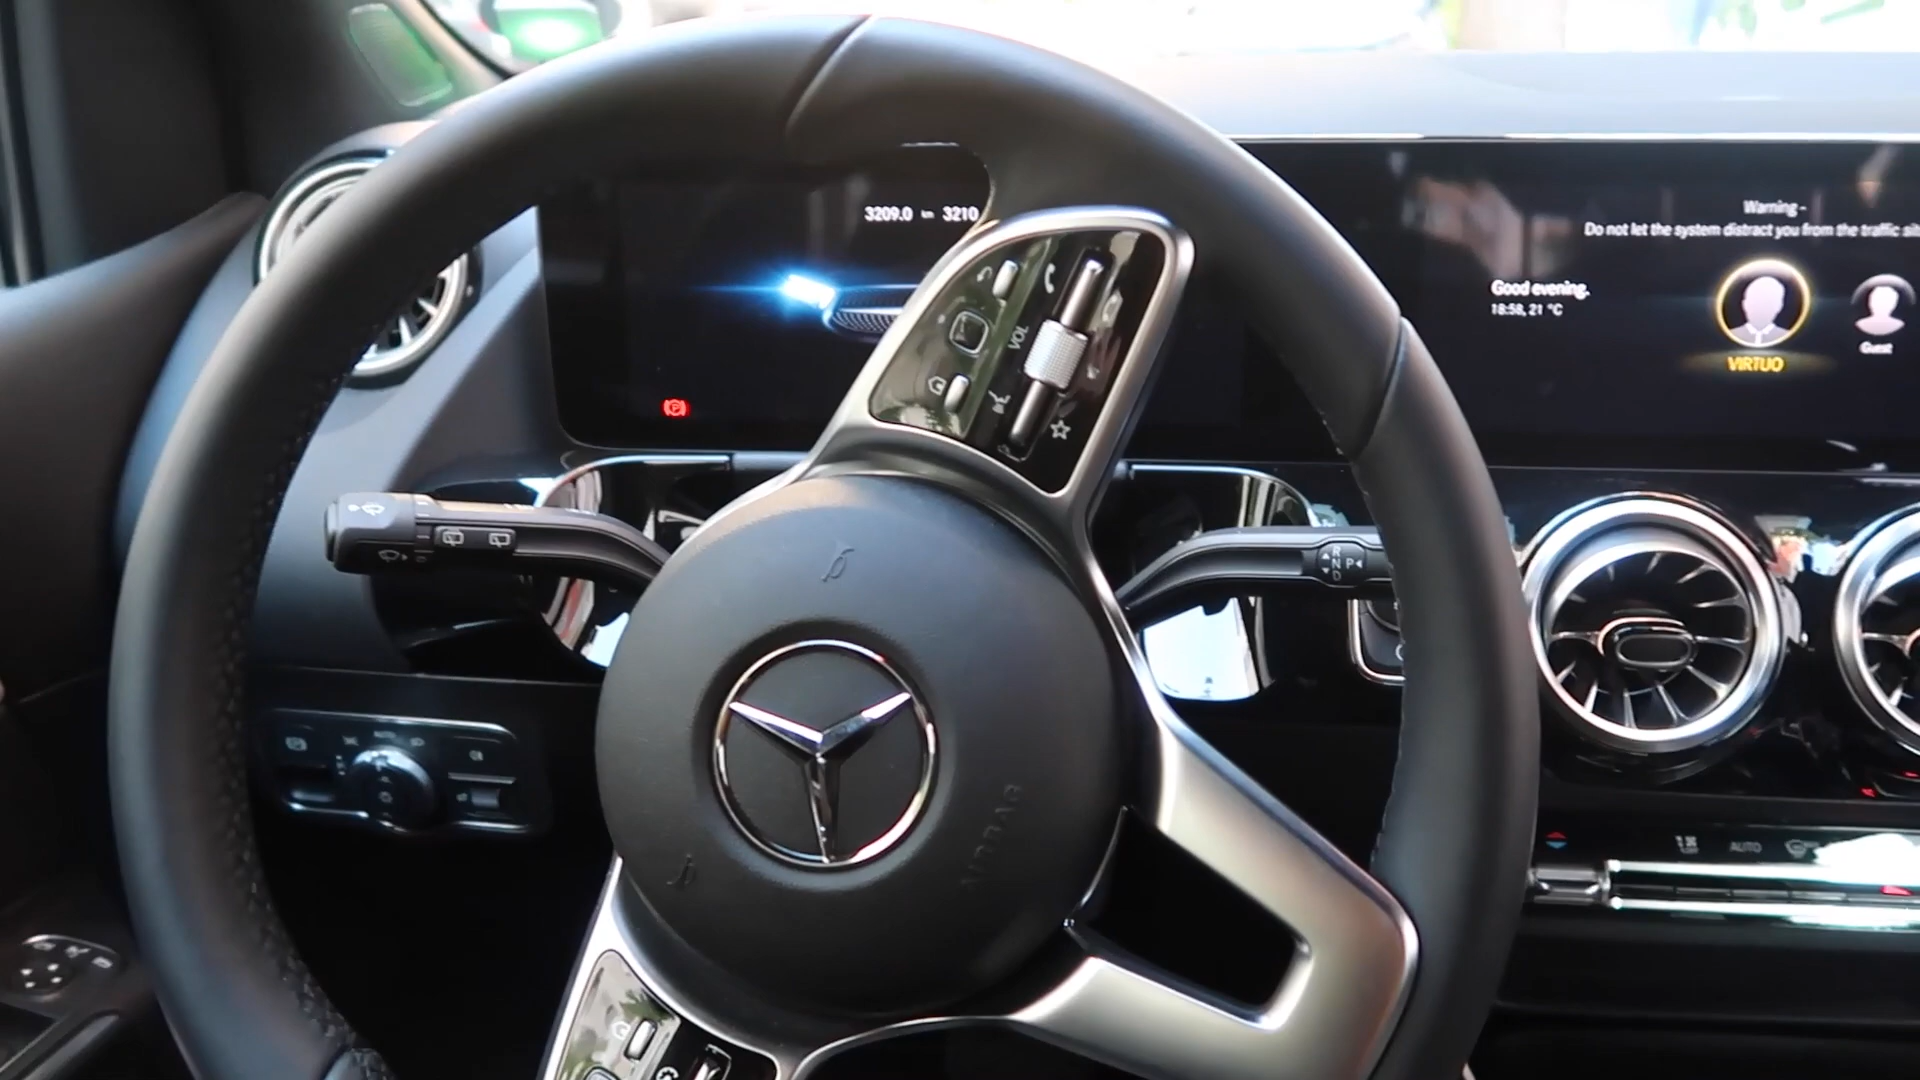 3209.0 km 3210
Warning -
Do not let the system distract you from the traffic sit
Good evening.
18:58, 21 °C
VIRTUO
Guest
VOL
R
N P
D
AIRBAG
AUTO